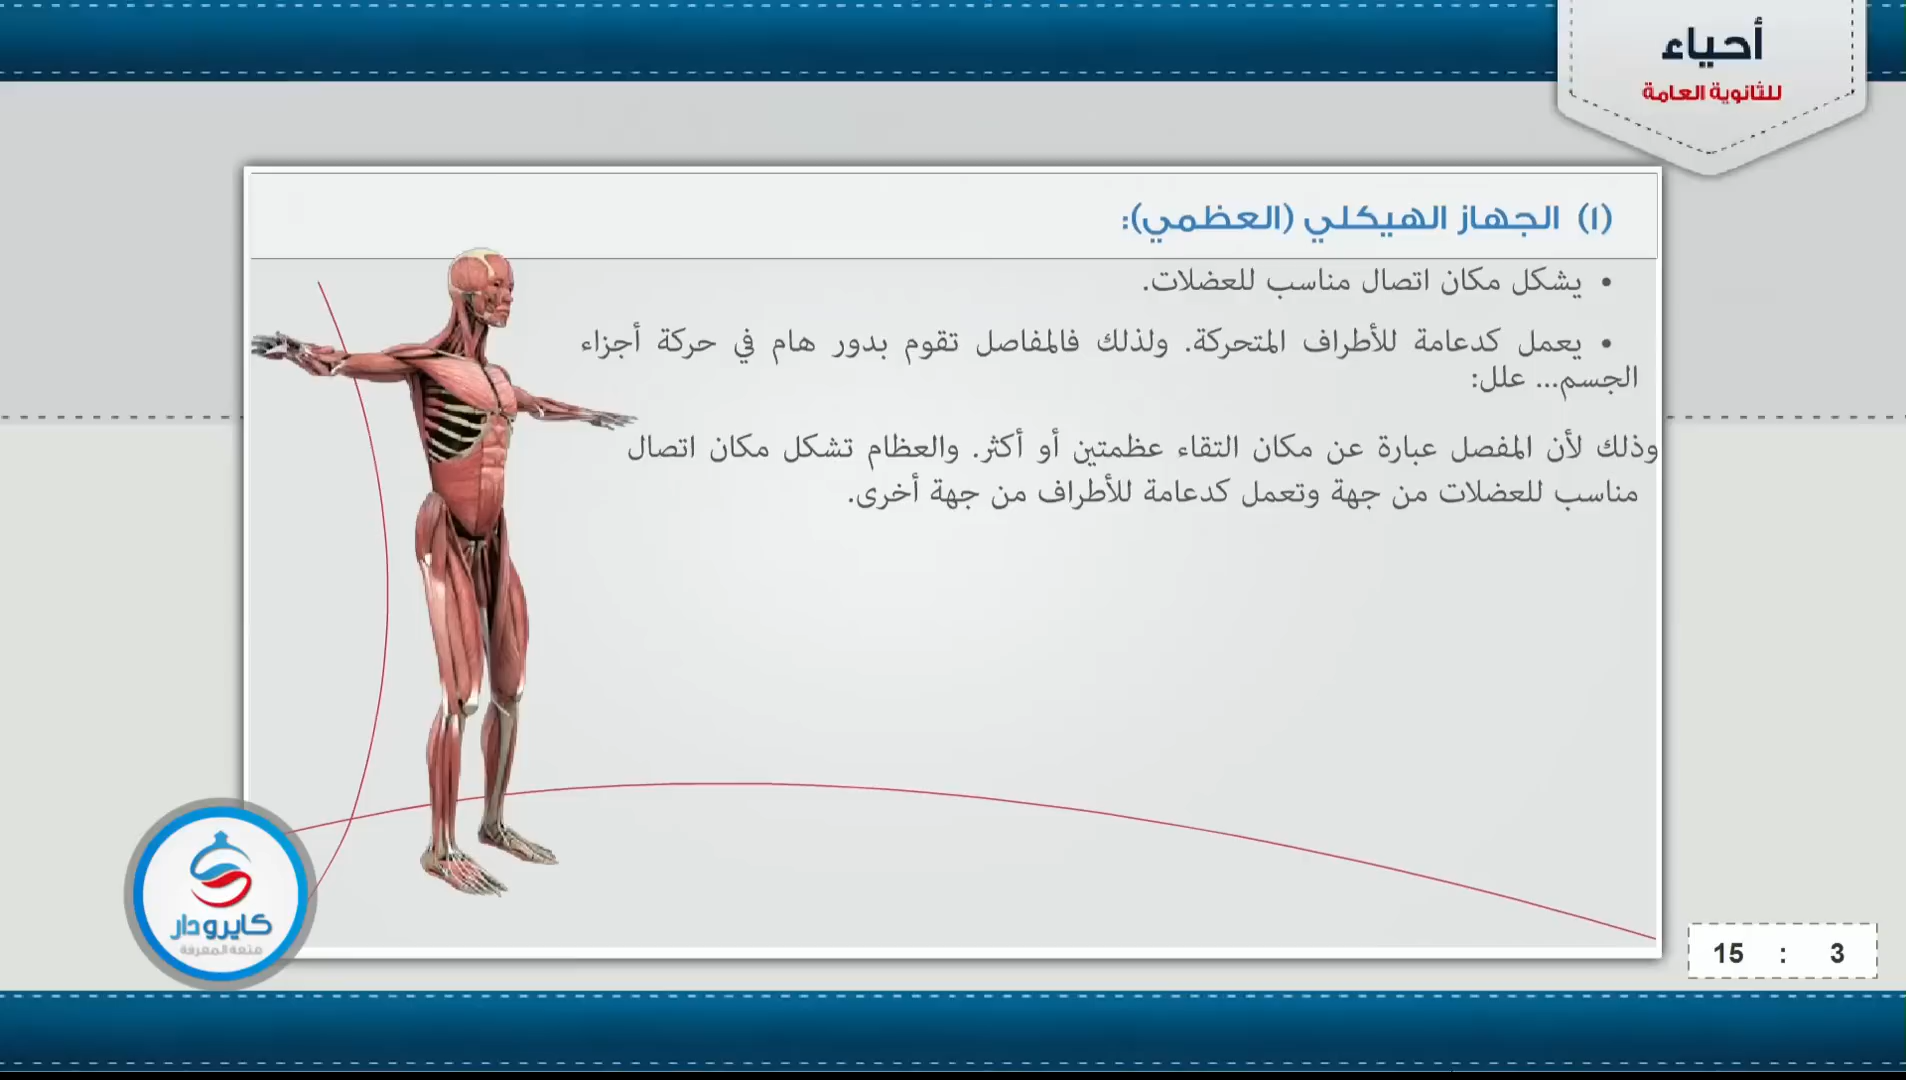 أحياء
للثانوية العامة
(١) الجهاز الهيكلي (العظمي):
• يشكل مكان اتصال مناسب للعضلات.
• يعمل كدعامة للأطراف المتحركة. ولذلك فالمفاصل تقوم بدور هام في حركة أجزاء
الجسم... علل:
وذلك لأن المفصل عبارة عن مكان التقاء عظمتين أو أكثر. والعظام تشكل مكان اتصال
مناسب للعضلات من جهة وتعمل كدعامة للأطراف من جهة أخرى.
كايرودار
متعة المعرفة
15 : 3